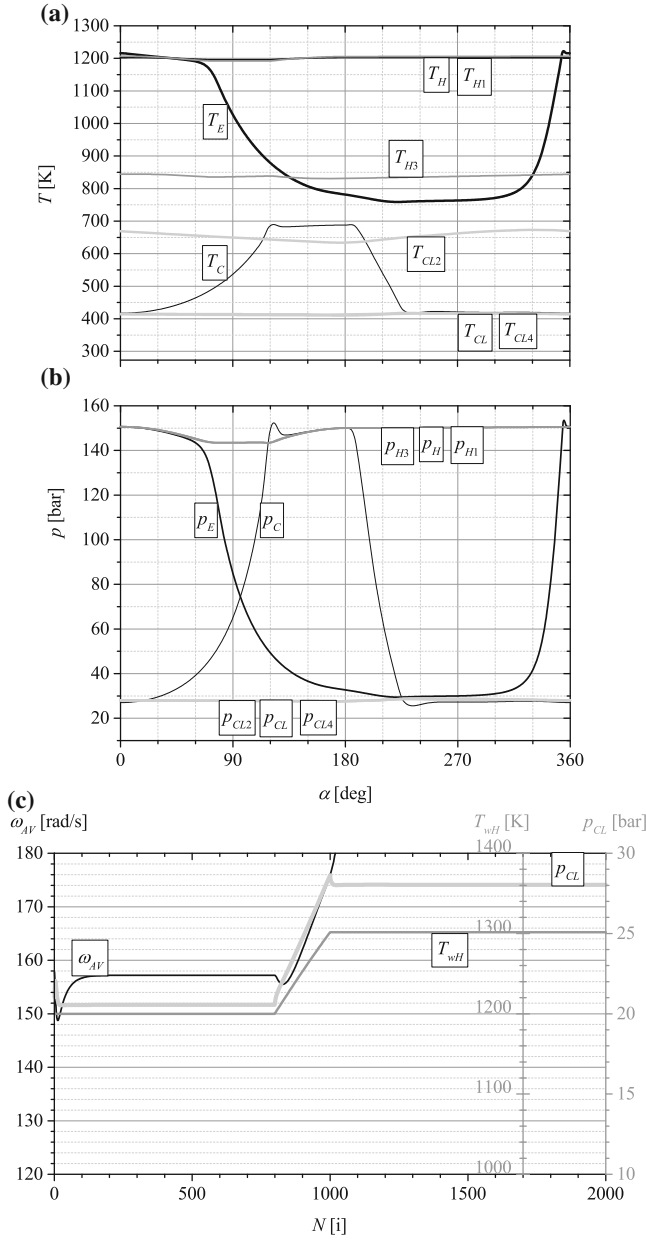 (a)
1300
1200
1100
1000
900
800
700
600
500
400
300
T [K]
T_H T_H1
T_E
T_H3
T_C
T_CL2
T_CL T_CL4
(b)
160
140
120
100
80
60
40
20
p [bar]
p_H3 p_H p_H1
p_E p_C
p_CL2 p_CL p_CL4
0 90 180 270 360
α [deg]
(c)
ω_AV [rad/s] T_wH [K] p_CL [bar]
180 1400 30
170 1300 25
160
150 1200 20
140
1100 15
130
120 1000 10
p_CL
ω_AV
T_wH
0 500 1000 1500 2000
N [i]